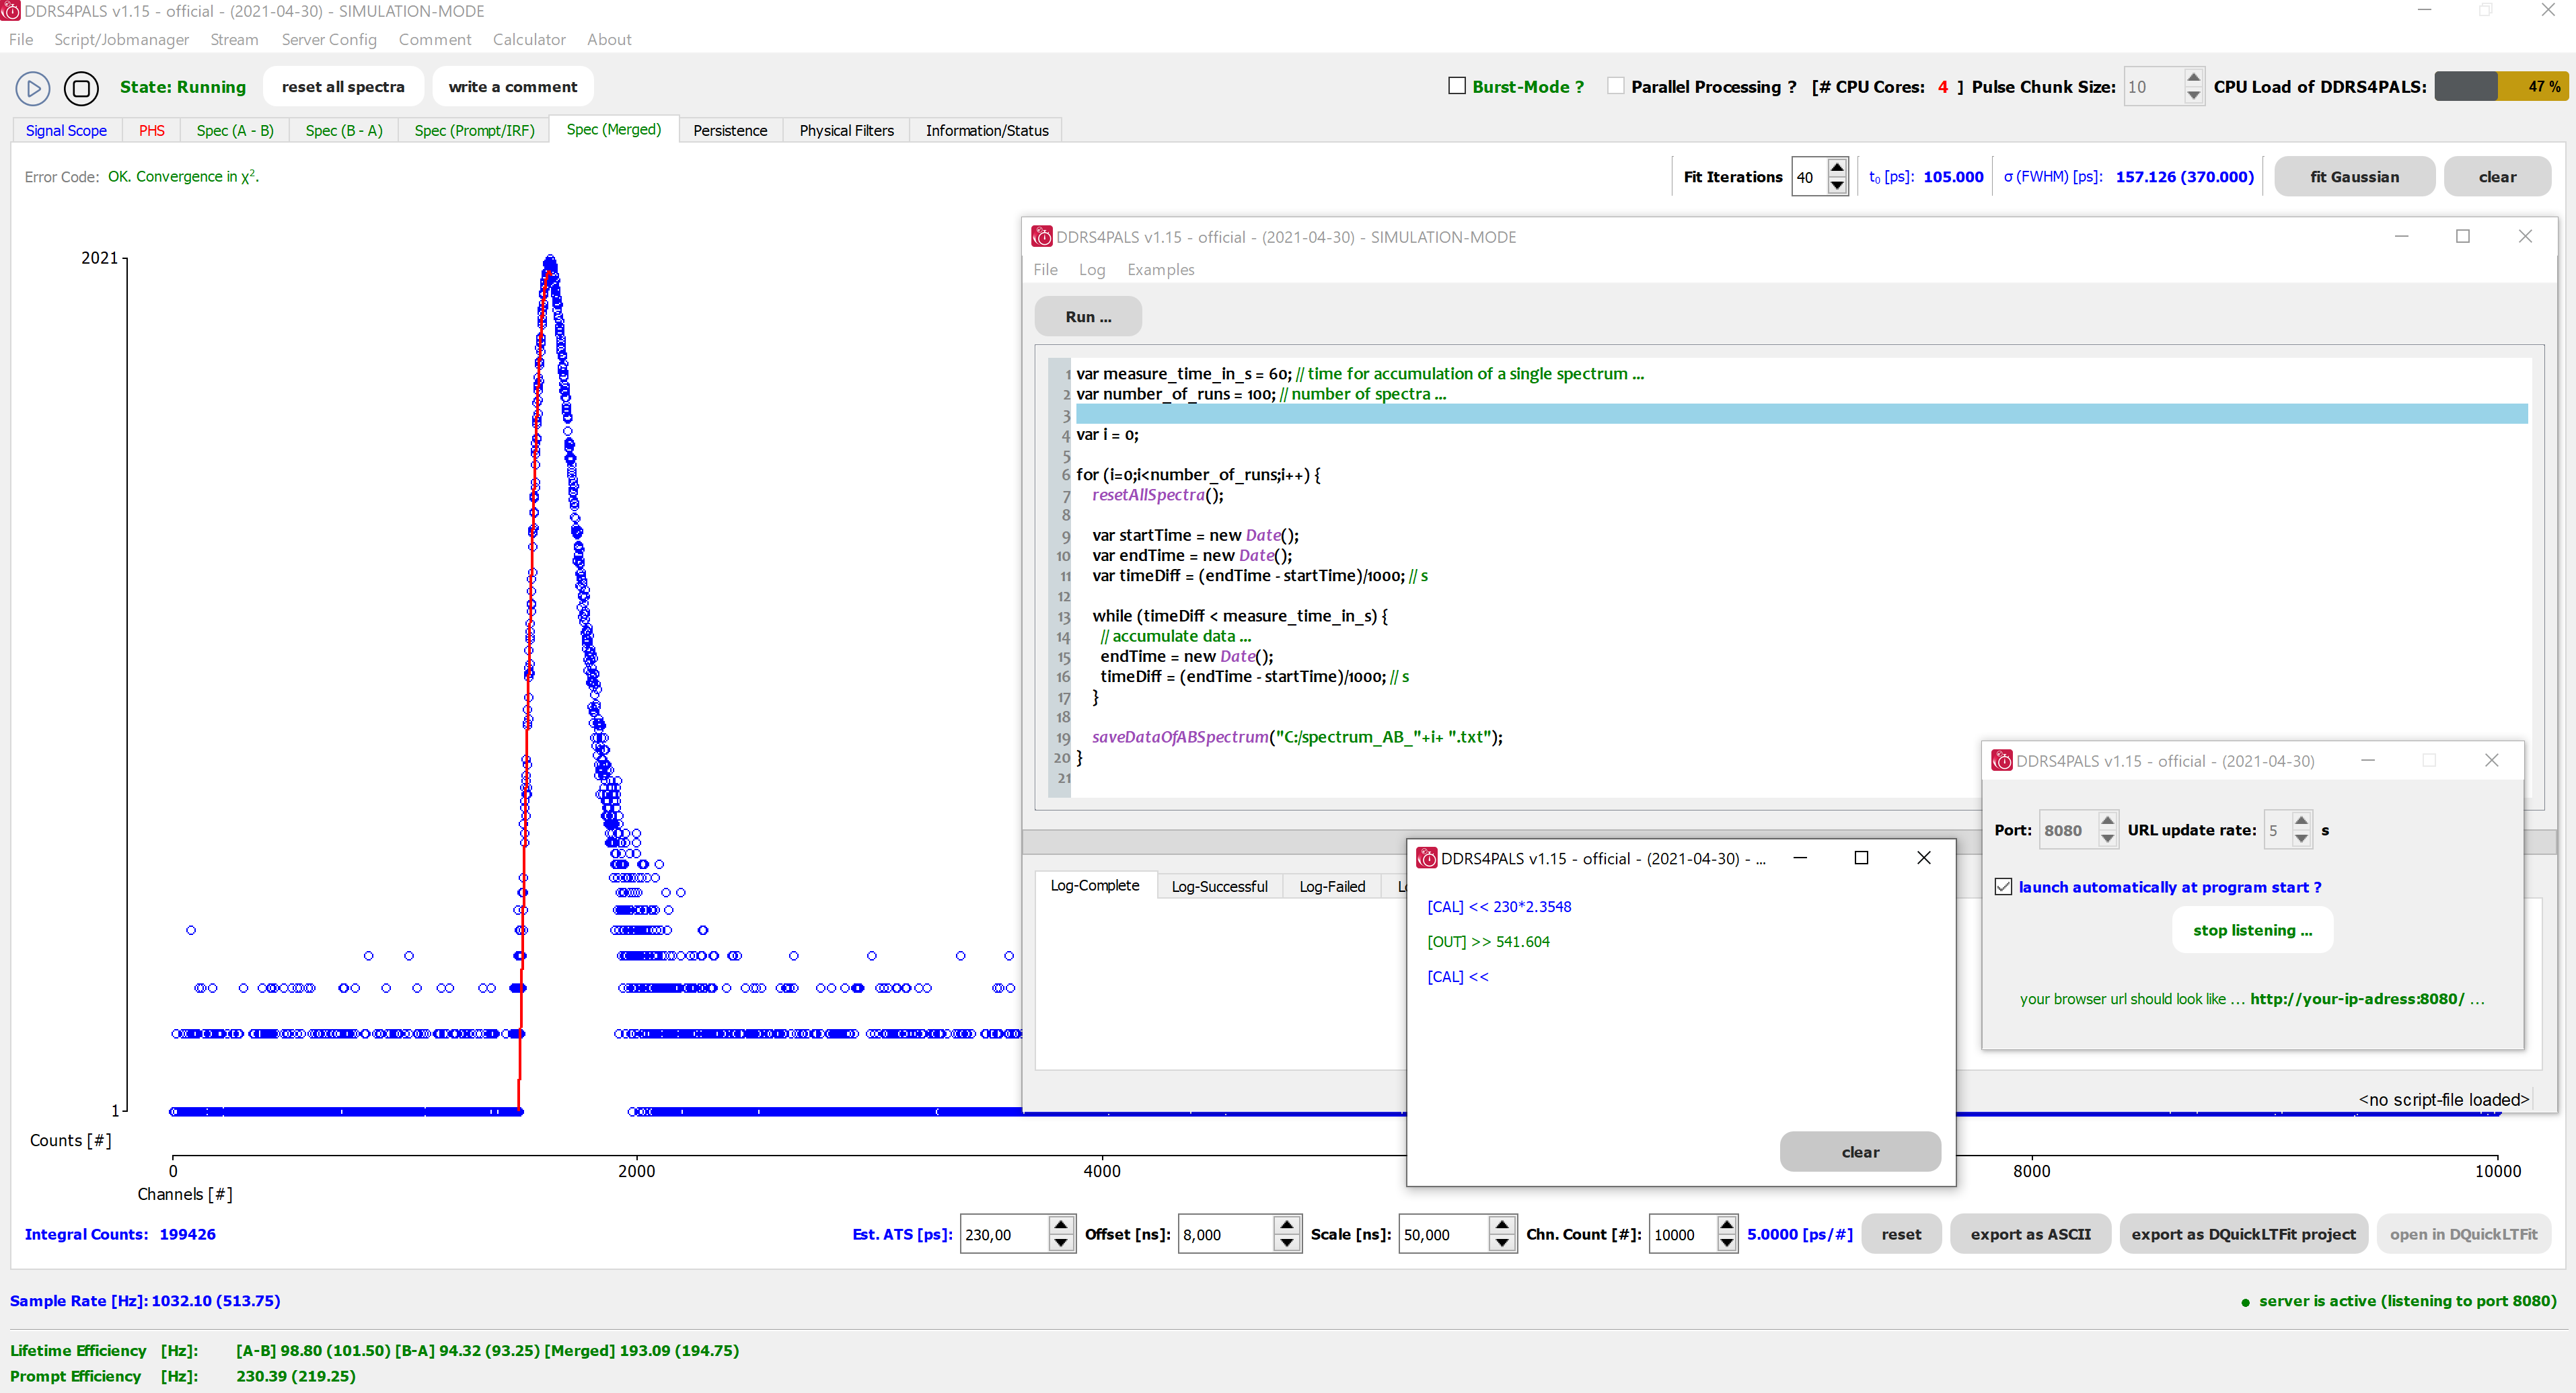 DDRS4PALS v1.15 - official - (2021-04-30) - SIMULATION-MODE
File Script/Jobmanager Stream Server Config Comment Calculator About
State: Running reset all spectra write a comment Burst-Mode ? Parallel Processing ? [# CPU Cores: 4 ] Pulse Chunk Size: 10 CPU Load of DDRS4PALS: 47 %
Signal Scope PHS Spec (A - B) Spec (B - A) Spec (Prompt/IRF) Spec (Merged) Persistence Physical Filters Information/Status
Error Code: OK. Convergence in χ². Fit Iterations 40 t₀ [ps]: 105.000 σ (FWHM) [ps]: 157.126 (370.000) fit Gaussian clear
2021
1
Counts [#]
0 2000 4000 8000 10000
Channels [#]
DDRS4PALS v1.15 - official - (2021-04-30) - SIMULATION-MODE
File Log Examples
Run ...
1 var measure_time_in_s = 60; // time for accumulation of a single spectrum ...
2 var number_of_runs = 100; // number of spectra ...
3
4 var i = 0;
5
6 for (i=0;i<number_of_runs;i++) {
7 resetAllSpectra();
8
9 var startTime = new Date();
10 var endTime = new Date();
11 var timeDiff = (endTime - startTime)/1000; // s
12
13 while (timeDiff < measure_time_in_s) {
14 // accumulate data ...
15 endTime = new Date();
16 timeDiff = (endTime - startTime)/1000; // s
17 }
18
19 saveDataOfABSpectrum("C:/spectrum_AB_"+i+ ".txt");
20 }
21
Log-Complete Log-Successful Log-Failed
<no script-file loaded>
DDRS4PALS v1.15 - official - (2021-04-30) - ...
[CAL] << 230*2.3548
[OUT] >> 541.604
[CAL] <<
clear
DDRS4PALS v1.15 - official - (2021-04-30)
Port: 8080 URL update rate: 5 s
launch automatically at program start ?
stop listening ...
your browser url should look like ... http://your-ip-adress:8080/ ...
Integral Counts: 199426 Est. ATS [ps]: 230,00 Offset [ns]: 8,000 Scale [ns]: 50,000 Chn. Count [#]: 10000 5.0000 [ps/#] reset export as ASCII export as DQuickLTFit project open in DQuickLTFit
Sample Rate [Hz]: 1032.10 (513.75) server is active (listening to port 8080)
Lifetime Efficiency [Hz]: [A-B] 98.80 (101.50) [B-A] 94.32 (93.25) [Merged] 193.09 (194.75)
Prompt Efficiency [Hz]: 230.39 (219.25)